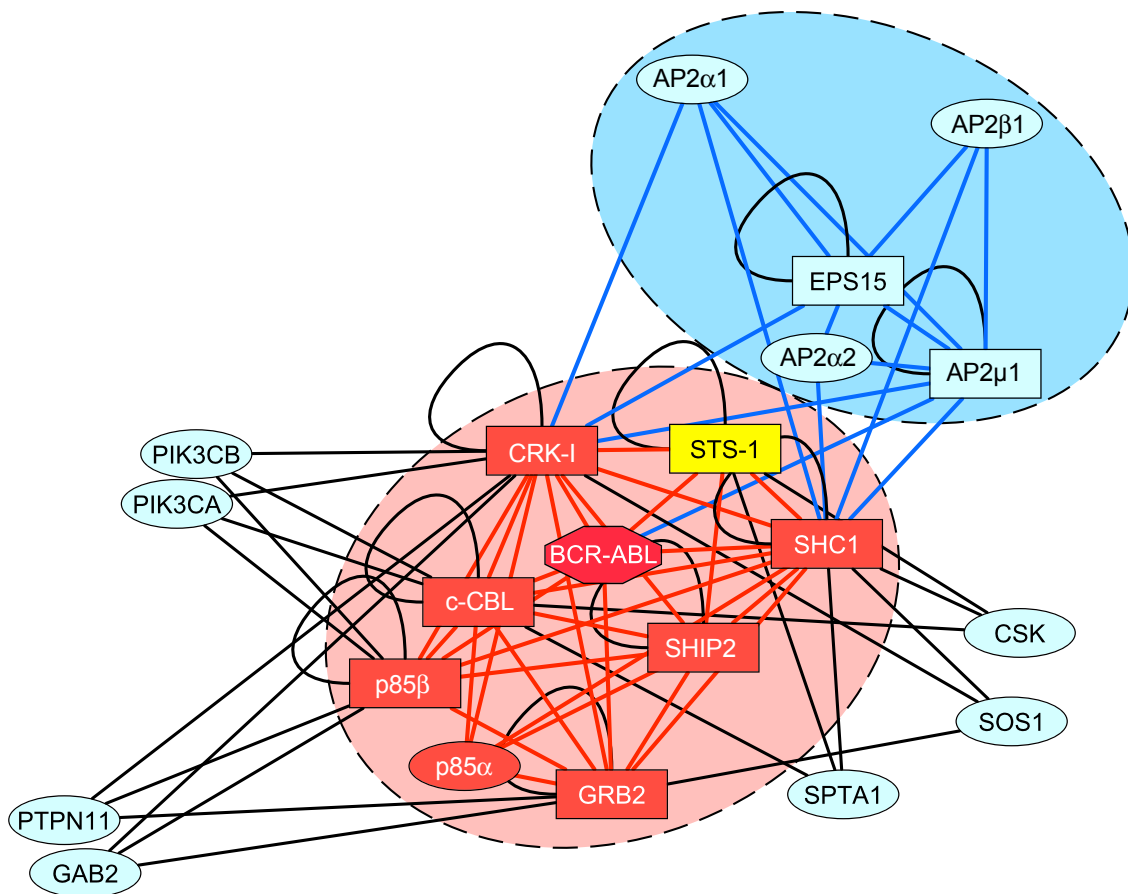 AP2α1
AP2β1
EPS15
AP2α2
AP2µ1
CRK-I
STS-1
PIK3CB
PIK3CA
SHC1
BCR-ABL
c-CBL
CSK
SHIP2
p85β
SOS1
p85α
GRB2
SPTA1
PTPN11
GAB2